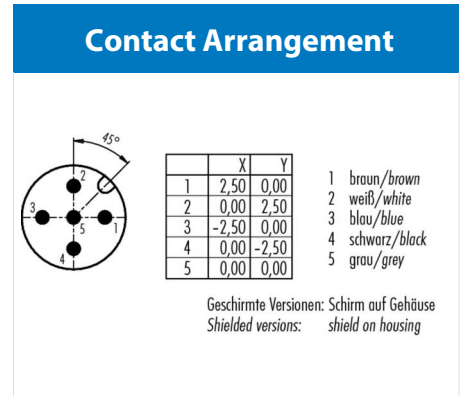 Contact Arrangement
45°
2
3
5
1
4
X Y
1 2,50 0,00
2 0,00 2,50
3 -2,50 0,00
4 0,00 -2,50
5 0,00 0,00
1 braun/brown
2 weiß/white
3 blau/blue
4 schwarz/black
5 grau/grey
Geschirmte Versionen: Schirm auf Gehäuse
Shielded versions: shield on housing